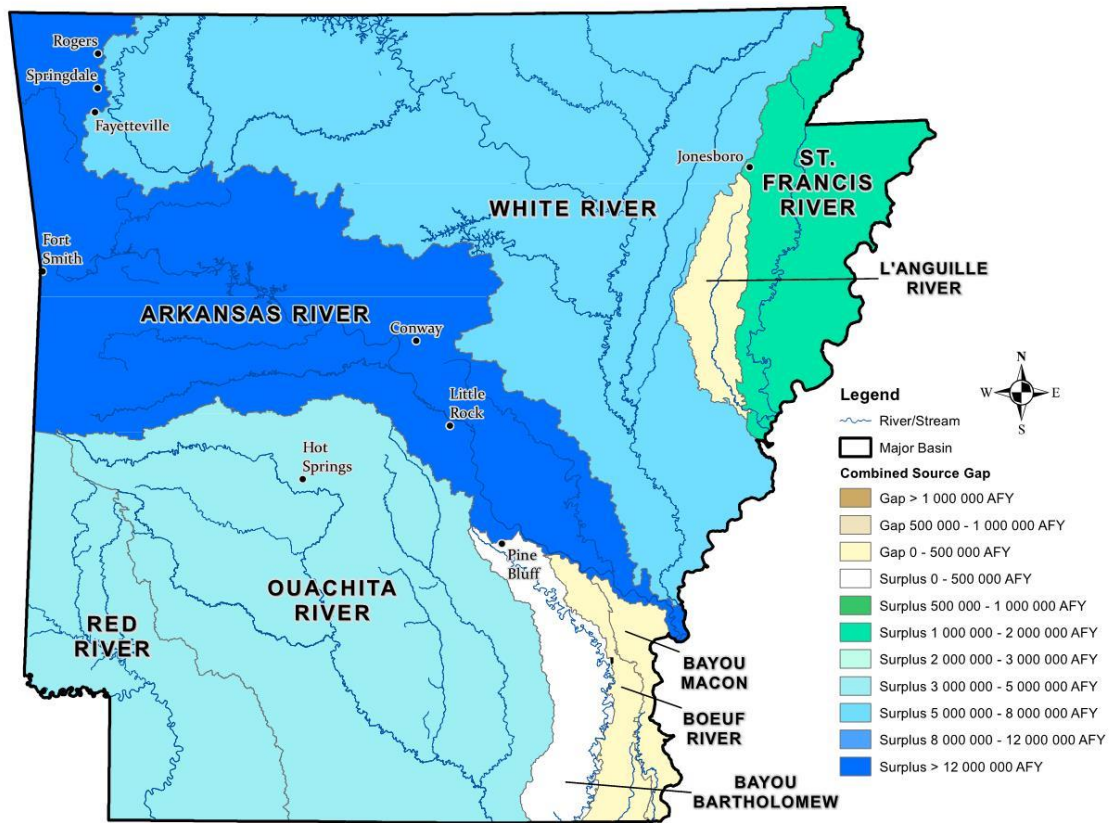 Rogers
Springdale
Fayetteville
Jonesboro
ST.
FRANCIS
RIVER
WHITE RIVER
Fort
Smith
L'ANGUILLE
RIVER
ARKANSAS RIVER
Conway
Little
Rock
Hot
Springs
Pine
Bluff
OUACHITA
RIVER
RED
RIVER
BAYOU
MACON
BOEUF
RIVER
BAYOU
BARTHOLOMEW
N
W
E
S
Legend
River/Stream
Major Basin
Combined Source Gap
Gap > 1 000 000 AFY
Gap 500 000 - 1 000 000 AFY
Gap 0 - 500 000 AFY
Surplus 0 - 500 000 AFY
Surplus 500 000 - 1 000 000 AFY
Surplus 1 000 000 - 2 000 000 AFY
Surplus 2 000 000 - 3 000 000 AFY
Surplus 3 000 000 - 5 000 000 AFY
Surplus 5 000 000 - 8 000 000 AFY
Surplus 8 000 000 - 12 000 000 AFY
Surplus > 12 000 000 AFY